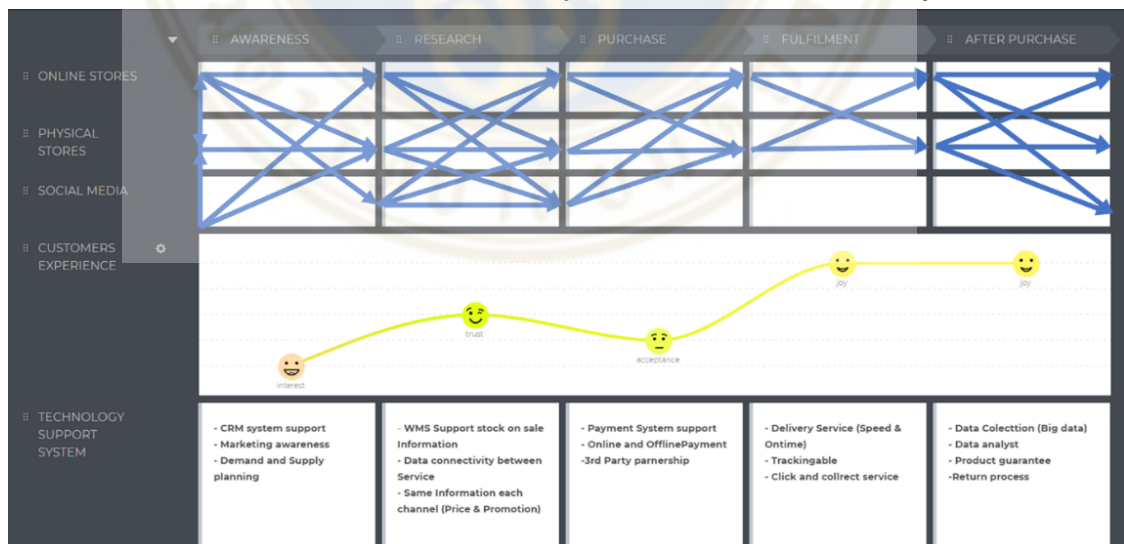 AWARENESS
RESEARCH
PURCHASE
FULFILMENT
AFTER PURCHASE
ONLINE STORES
PHYSICAL
STORES
SOCIAL MEDIA
CUSTOMERS
EXPERIENCE
interest
trust
acceptance
joy
joy
TECHNOLOGY
SUPPORT
SYSTEM
- CRM system support
- Marketing awareness
- Demand and Supply
planning
- WMS Support stock on sale
Information
- Data connectivity between
Service
- Same Information each
channel (Price & Promotion)
- Payment System support
- Online and OfflinePayment
-3rd Party parnership
- Delivery Service (Speed &
Ontime)
- Trackingable
- Click and collrect service
- Data Colecttion (Big data)
- Data analyst
- Product guarantee
-Return process